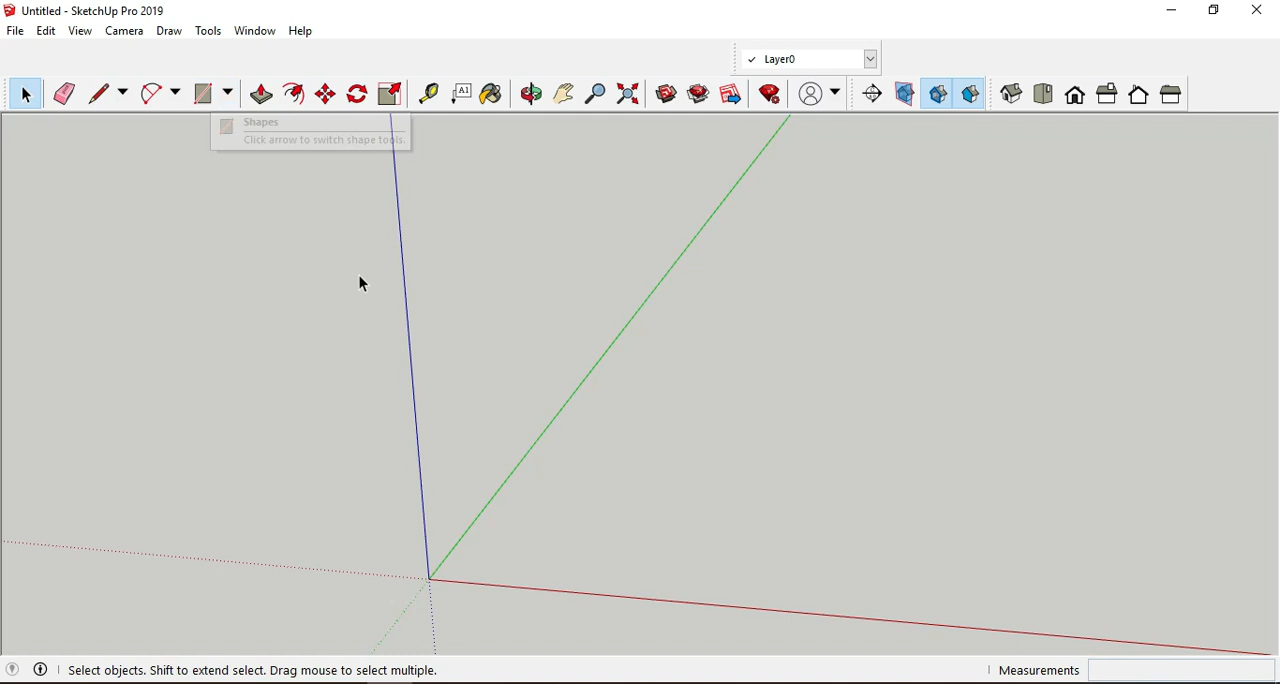 Untitled - SketchUp Pro 2019
File Edit View Camera Draw Tools Window Help
Layer0
A1
Shapes
Click arrow to switch shape tools.
Select objects. Shift to extend select. Drag mouse to select multiple.
Measurements